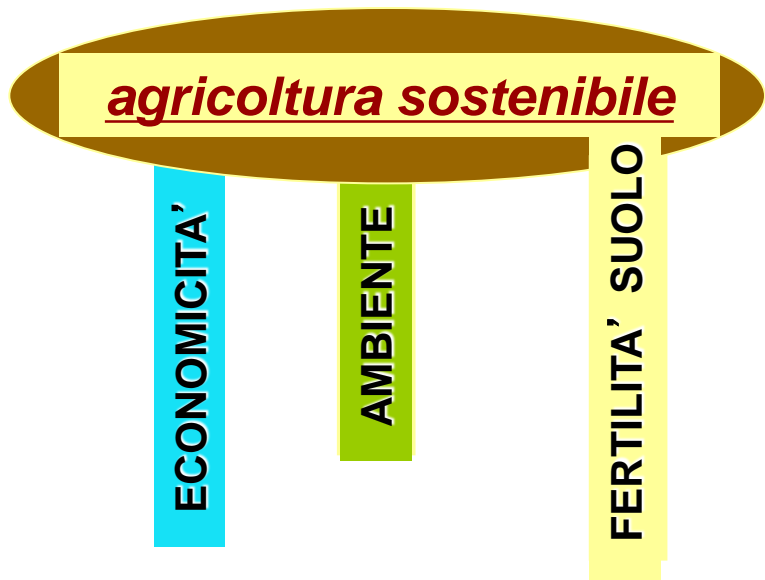 agricoltura sostenibile
ECONOMICITA’
AMBIENTE
FERTILITA’ SUOLO